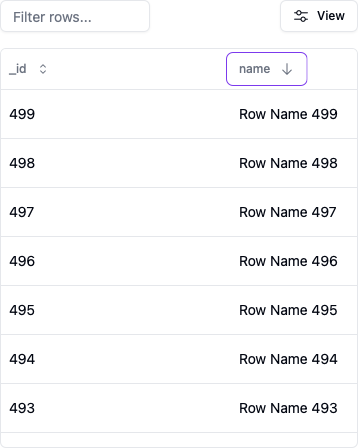 Filter rows...
View
_id name
499 Row Name 499
498 Row Name 498
497 Row Name 497
496 Row Name 496
495 Row Name 495
494 Row Name 494
493 Row Name 493